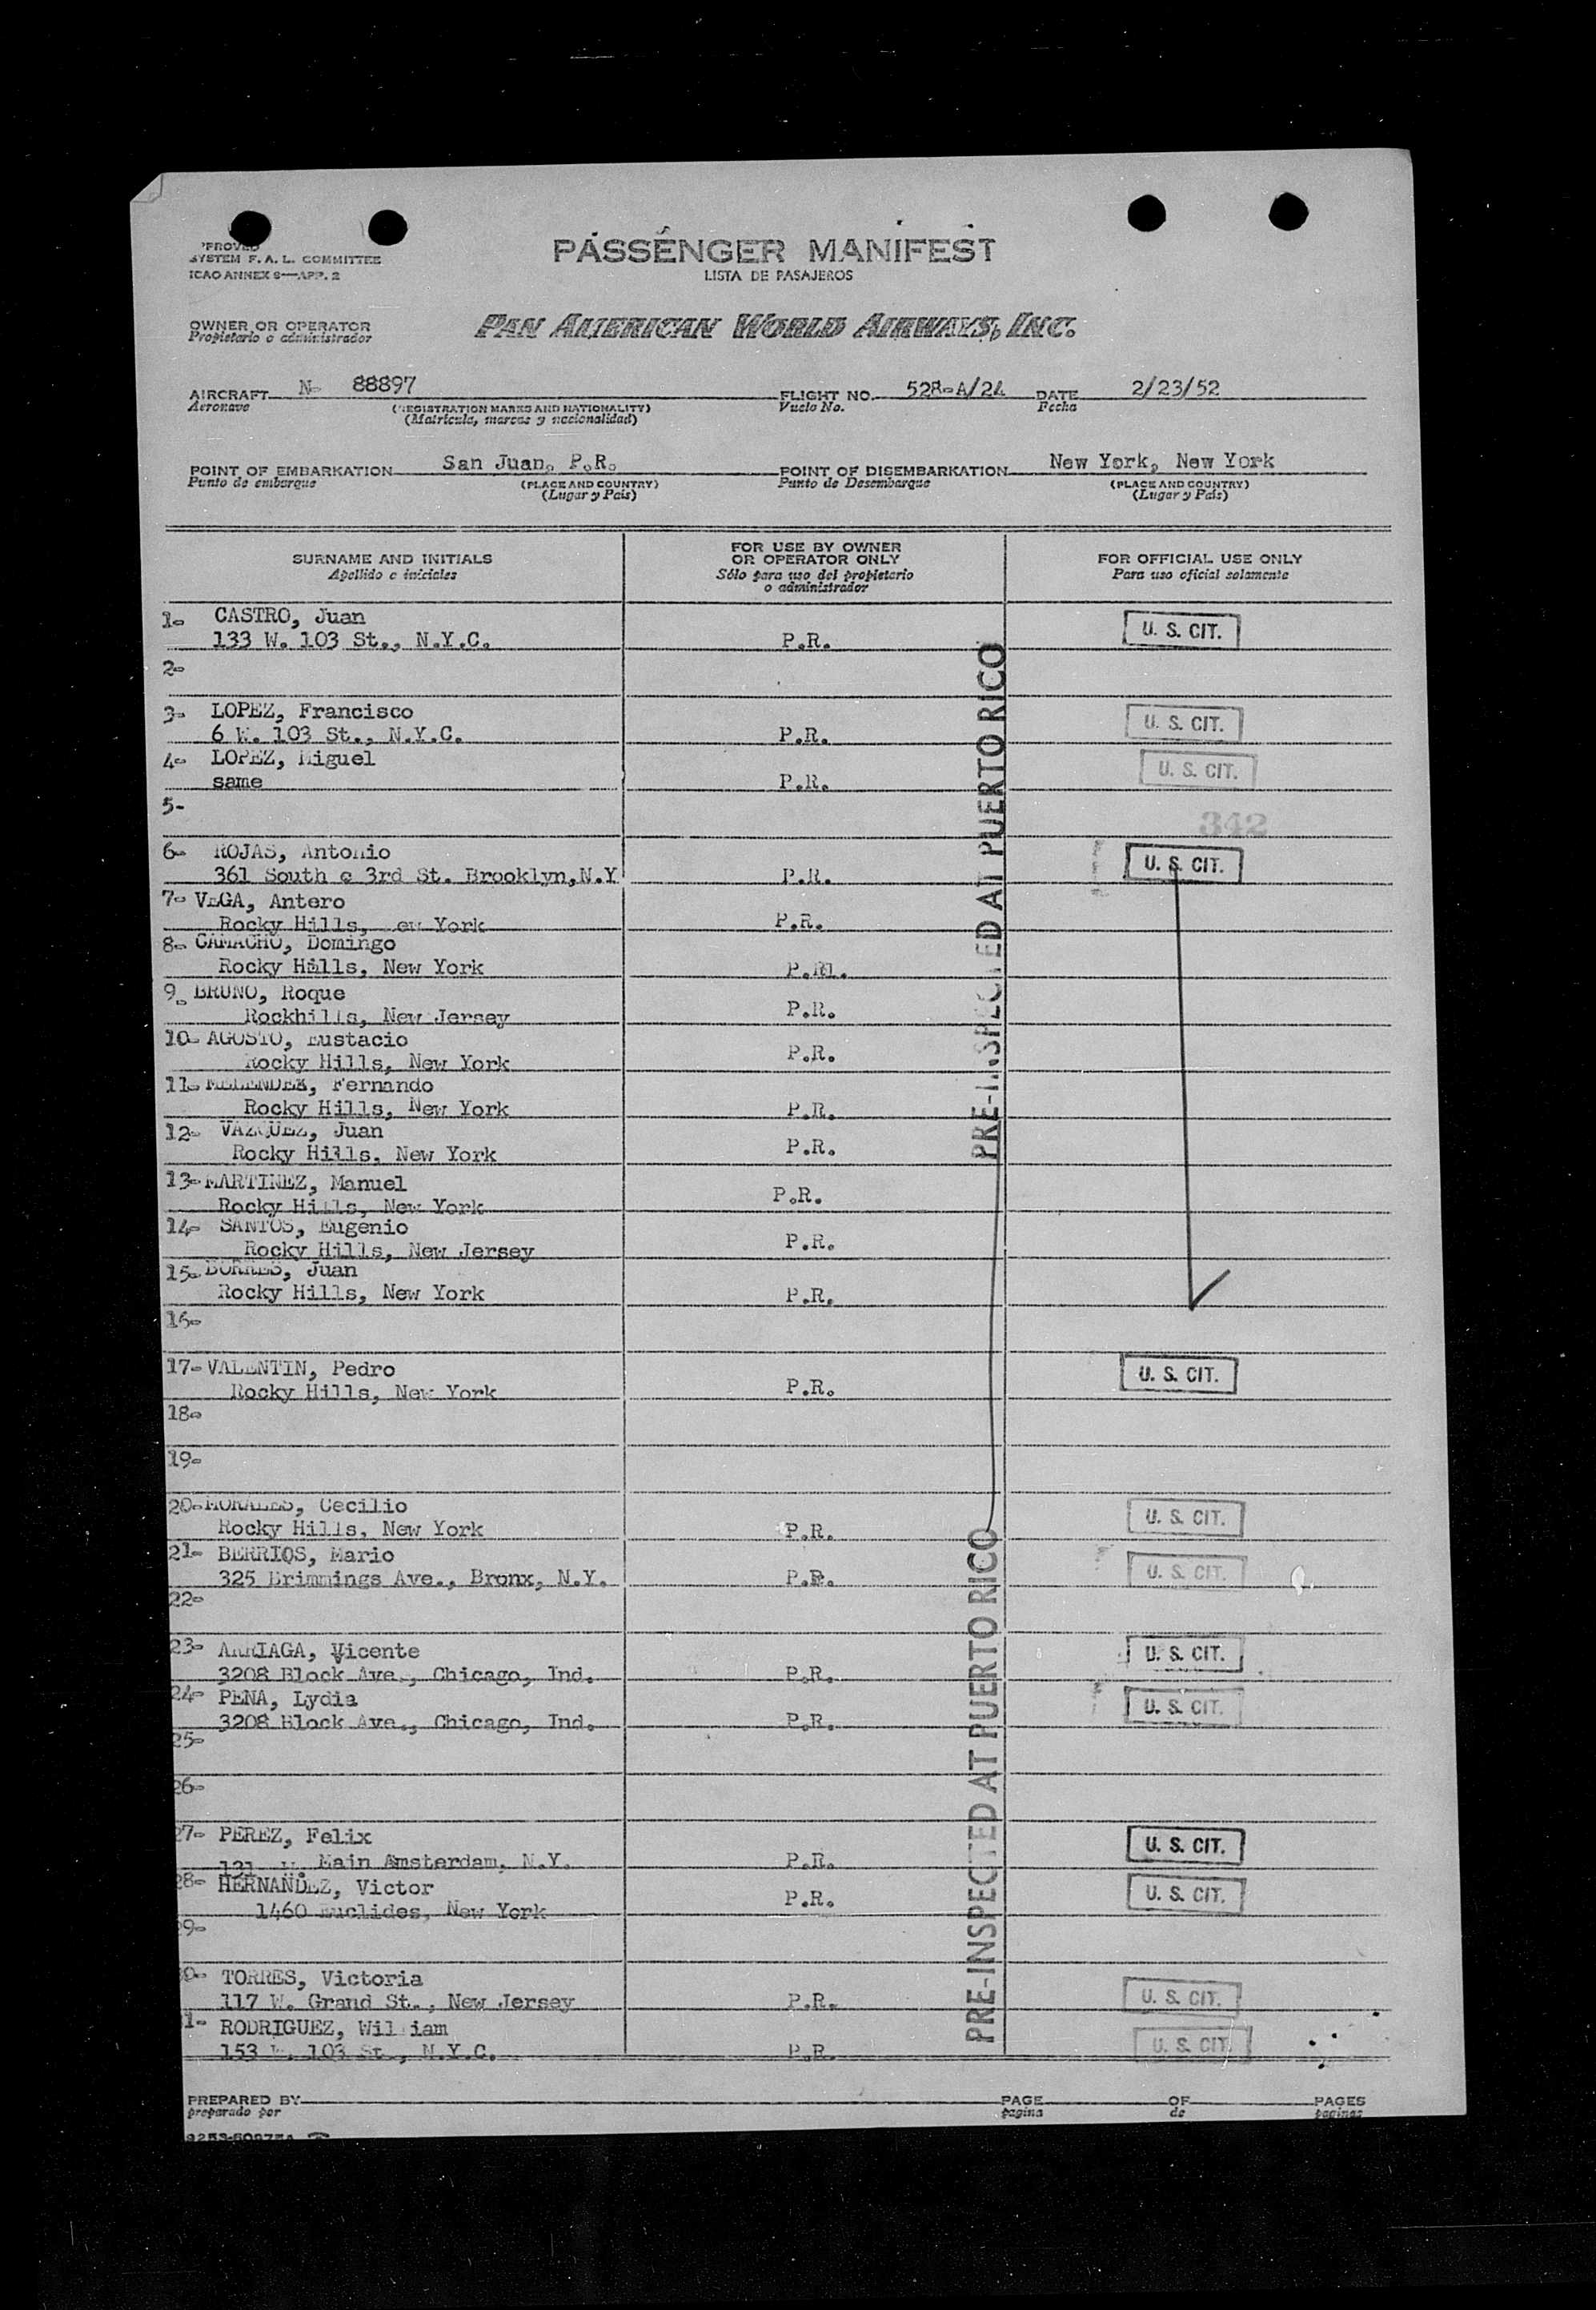 SYSTEM F. A. L. COMMITTEE
ICAO ANNEX 9—APP. 2
PASSENGER MANIFEST
LISTA DE PASAJEROS
OWNER OR OPERATOR
Propietario o administrador
PAN AMERICAN WORLD AIRWAYS, INC.
AIRCRAFT N- 88897 FLIGHT NO. 528-A/24 DATE 2/23/52
Aeronave (REGISTRATION MARKS AND NATIONALITY) Vuelo No. Fecha
(Matrícula, marcas y nacionalidad)
POINT OF EMBARKATION San Juan, P.R. POINT OF DISEMBARKATION New York, New York
Punto de embarque (PLACE AND COUNTRY) Punto de Desembarque (PLACE AND COUNTRY)
(Lugar y País) (Lugar y País)
SURNAME AND INITIALS FOR USE BY OWNER OR OPERATOR ONLY FOR OFFICIAL USE ONLY
Apellido e iniciales Sólo para uso del propietario o administrador Para uso oficial solamente
1- CASTRO, Juan U. S. CIT.
133 W. 103 St., N.Y.C. P.R.
2-
3- LOPEZ, Francisco U. S. CIT.
6 W. 103 St., N.Y.C. P.R.
4- LOPEZ, Miguel U. S. CIT.
same P.R.
5-
342
6- ROJAS, Antonio U. S. CIT.
361 South e 3rd St. Brooklyn,N.Y P.R.
7- VEGA, Antero
Rocky Hills, ew York P.R.
8- CAMACHO, Domingo
Rocky Hills, New York P.RI.
9- BRUNO, Roque
Rockhills, New Jersey P.R.
10- AGOSTO, Eustacio
Rocky Hills, New York P.R.
11- MELENDEZ, Fernando
Rocky Hills, New York P.R.
12- VAZQUEZ, Juan
Rocky Hills, New York P.R.
13- MARTINEZ, Manuel
Rocky Hills, New York P.R.
14- SANTOS, Eugenio
Rocky Hills, New Jersey P.R.
15- Juan
Rocky Hills, New York P.R.
16-
17- VALENTIN, Pedro U. S. CIT.
Rocky Hills, New York P.R.
18-
19-
20- MORALES, Cecilio U. S. CIT.
Rocky Hills, New York P.R.
21- BERRIOS, Mario U. S. CIT.
325 Brimmings Ave., Bronx, N.Y. P.R.
22-
23- ARRIAGA, Vicente U. S. CIT.
3208 Block Ave., Chicago, Ind. P.R.
24- PENA, Lydia U. S. CIT.
3208 Block Ave., Chicago, Ind. P.R.
25-
26-
27- PEREZ, Felix U. S. CIT.
Main Amsterdam, N.Y. P.R.
28- HERNANDEZ, Victor U. S. CIT.
1460 Euclides, New York P.R.
29-
0- TORRES, Victoria U. S. CIT.
117 W. Grand St., New Jersey P.R.
1- RODRIGUEZ, William U. S. CIT.
153 W. 103 St., N.Y.C. P.R.
PRE-INSPECTED AT PUERTO RICO
PRE-INSPECTED AT PUERTO RICO
PREPARED BY PAGE OF PAGES
preparado por pagina de paginas